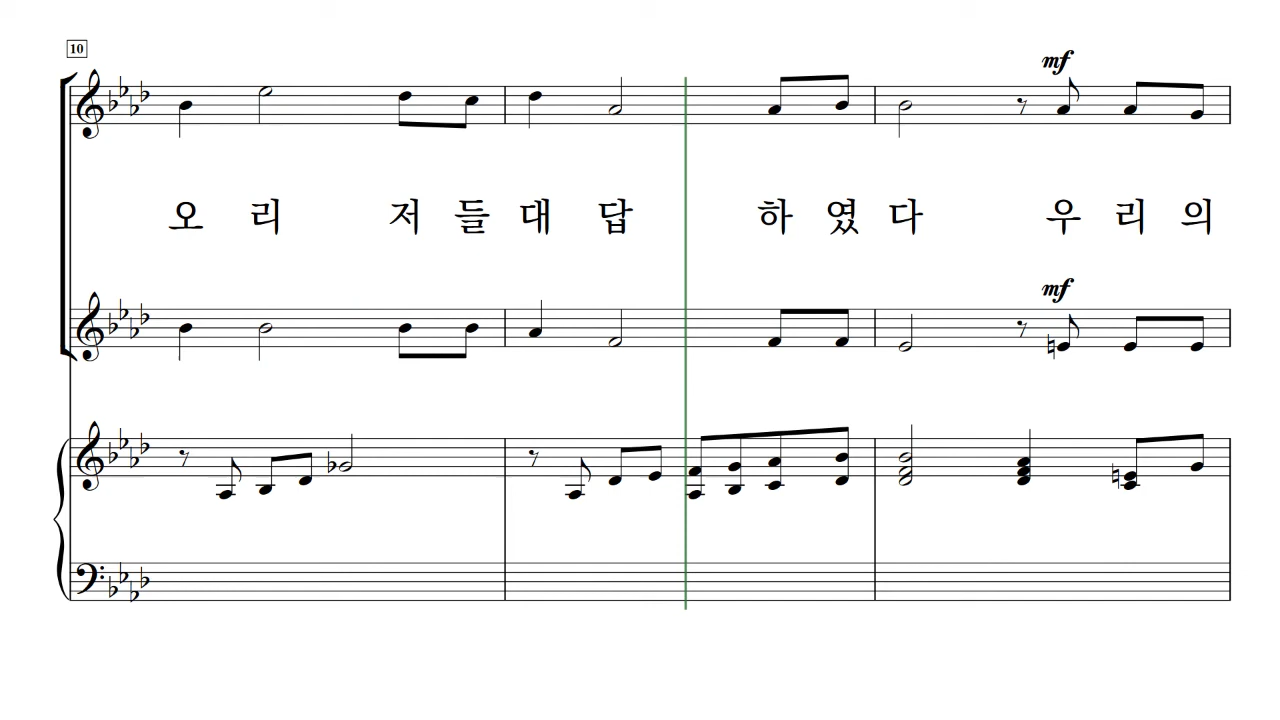 10
mf
오 리 저 들 대 답 하 였 다 우 리 의
mf